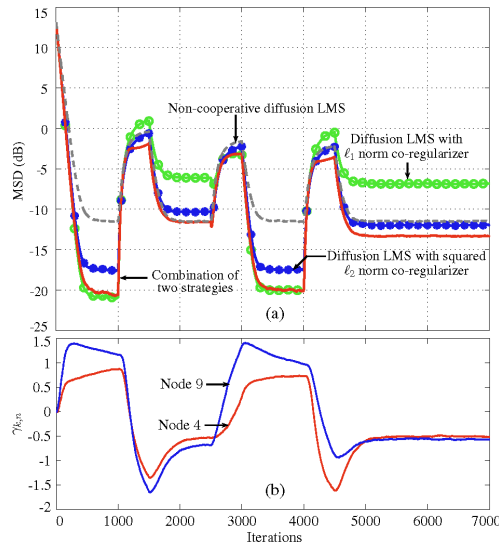 15
10
5
0
-5
-10
-15
-20
-25
MSD (dB)
Non-cooperative diffusion LMS
Diffusion LMS with
ℓ1 norm co-regularizer
Combination of
two strategies
Diffusion LMS with squared
ℓ2 norm co-regularizer
(a)
1.5
1
0.5
0
-0.5
-1
-1.5
-2
γk,n
Node 9
Node 4
(b)
0
1000
2000
3000
4000
5000
6000
7000
Iterations